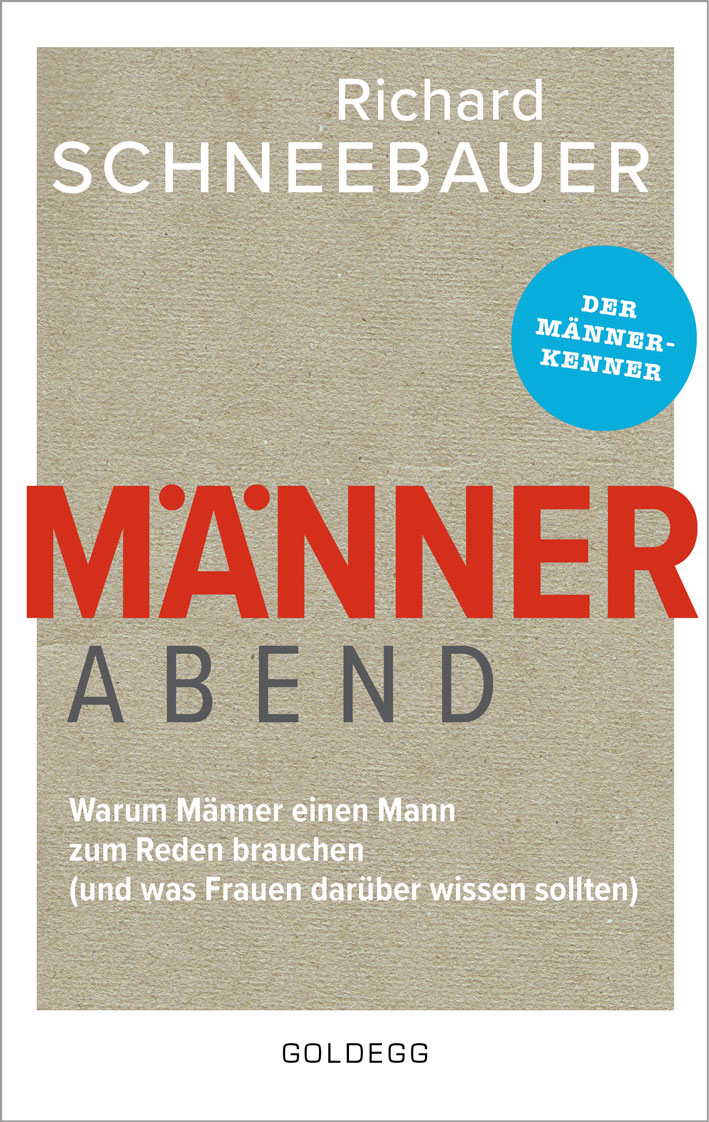 Richard
SCHNEEBAUER
DER
MÄNNER-
KENNER
MÄNNER
ABEND
Warum Männer einen Mann
zum Reden brauchen
(und was Frauen darüber wissen sollten)
GOLDEGG